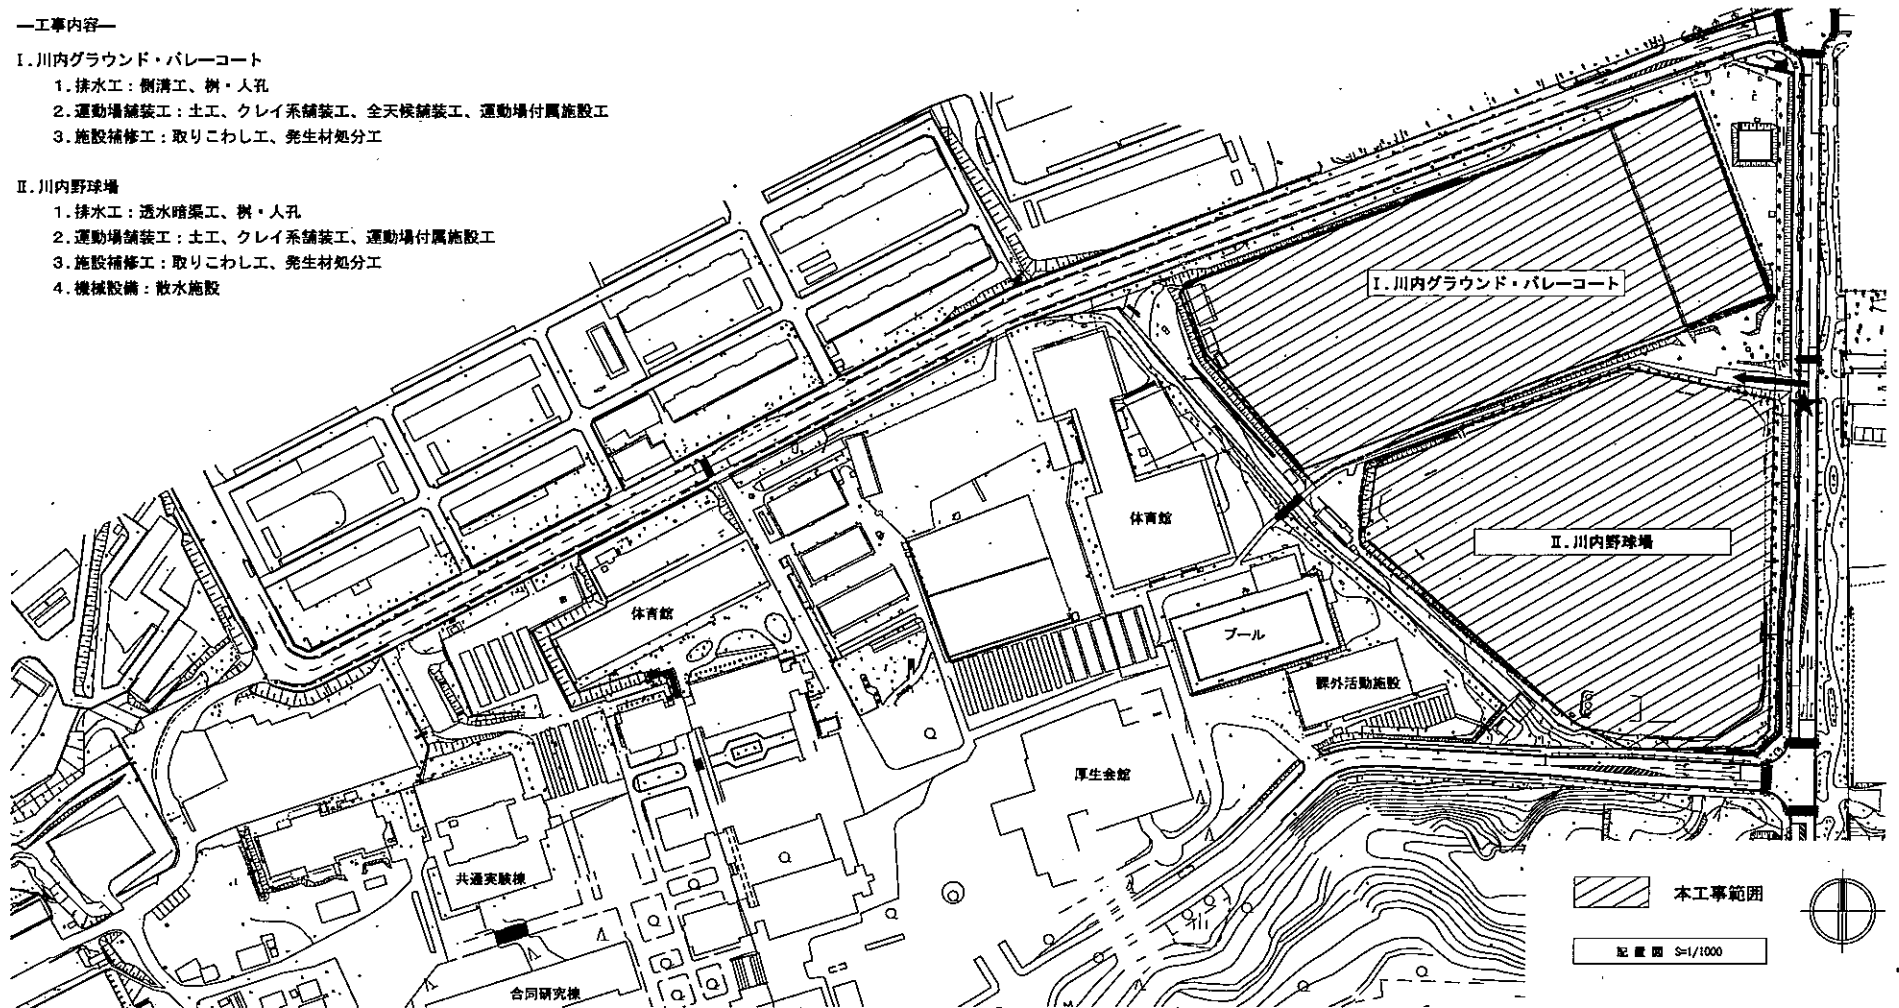 ―工事内容―
I.川内グラウンド・バレーコート
1.排水工：側溝工、桝・人孔
2.運動場舗装工：土工、クレイ系舗装工、全天候舗装工、運動場付属施設工
3.施設補修工：取りこわし工、発生材処分工
Ⅱ.川内野球場
1.排水工：透水暗渠工、桝・人孔
2.運動場舗装工：土工、クレイ系舗装工、運動場付属施設工
3.施設補修工：取りこわし工、発生材処分工
4.機械設備：散水施設
I.川内グラウンド・バレーコート
体育館
Ⅱ.川内野球場
体育館
プール
課外活動施設
厚生会館
共通実験棟
合同研究棟
本工事範囲
配置図 S=1/1000